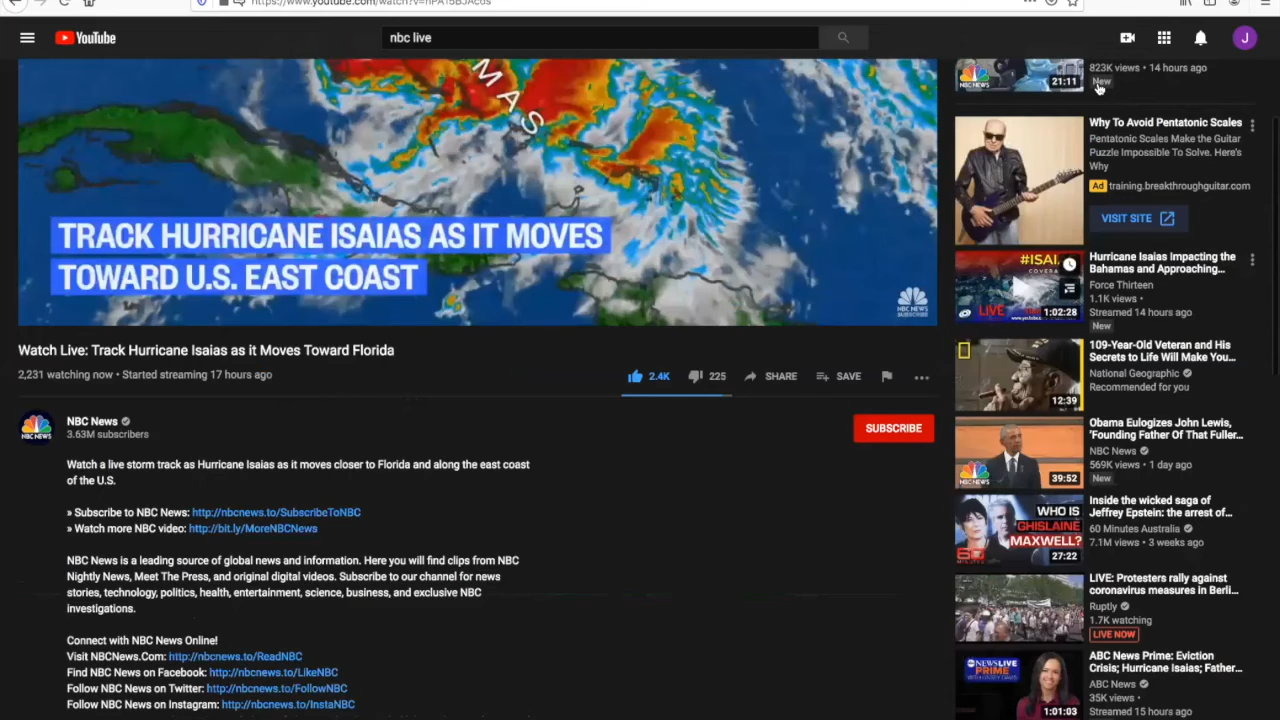 YouTube
nbc live
J
MAS
TRACK HURRICANE ISAIAS AS IT MOVES
TOWARD U.S. EAST COAST
NBC NEWS
SUBSCRIBE
Watch Live: Track Hurricane Isaias as it Moves Toward Florida
2,231 watching now • Started streaming 17 hours ago
2.4K 225 SHARE SAVE
NBC News
3.63M subscribers
SUBSCRIBE
Watch a live storm track as Hurricane Isaias as it moves closer to Florida and along the east coast
of the U.S.
» Subscribe to NBC News: http://nbcnews.to/SubscribeToNBC
» Watch more NBC video: http://bit.ly/MoreNBCNews
NBC News is a leading source of global news and information. Here you will find clips from NBC
Nightly News, Meet The Press, and original digital videos. Subscribe to our channel for news
stories, technology, politics, health, entertainment, science, business, and exclusive NBC
investigations.
Connect with NBC News Online!
Visit NBCNews.Com: http://nbcnews.to/ReadNBC
Find NBC News on Facebook: http://nbcnews.to/LikeNBC
Follow NBC News on Twitter: http://nbcnews.to/FollowNBC
Follow NBC News on Instagram: http://nbcnews.to/InstaNBC
NBC NEWS
21:11
823K views • 14 hours ago
New
Why To Avoid Pentatonic Scales
Pentatonic Scales Make the Guitar
Puzzle Impossible To Solve. Here's
Why
Ad training.breakthroughguitar.com
VISIT SITE
#ISAI
LIVE
1:02:28
Hurricane Isaias Impacting the
Bahamas and Approaching...
Force Thirteen
1.1K views •
Streamed 14 hours ago
New
12:39
109-Year-Old Veteran and His
Secrets to Life Will Make You...
National Geographic
Recommended for you
NBC NEWS
39:52
Obama Eulogizes John Lewis,
'Founding Father Of That Fuller...
NBC News
569K views • 1 day ago
New
WHO IS
GHISLAINE
MAXWELL?
60
27:22
Inside the wicked saga of
Jeffrey Epstein: the arrest of...
60 Minutes Australia
7.1M views • 3 weeks ago
LIVE: Protesters rally against
coronavirus measures in Berli...
Ruptly
1.7K watching
LIVE NOW
NEWS LIVE
PRIME
1:01:03
ABC News Prime: Eviction
Crisis; Hurricane Isaias; Father...
ABC News
35K views •
Streamed 15 hours ago